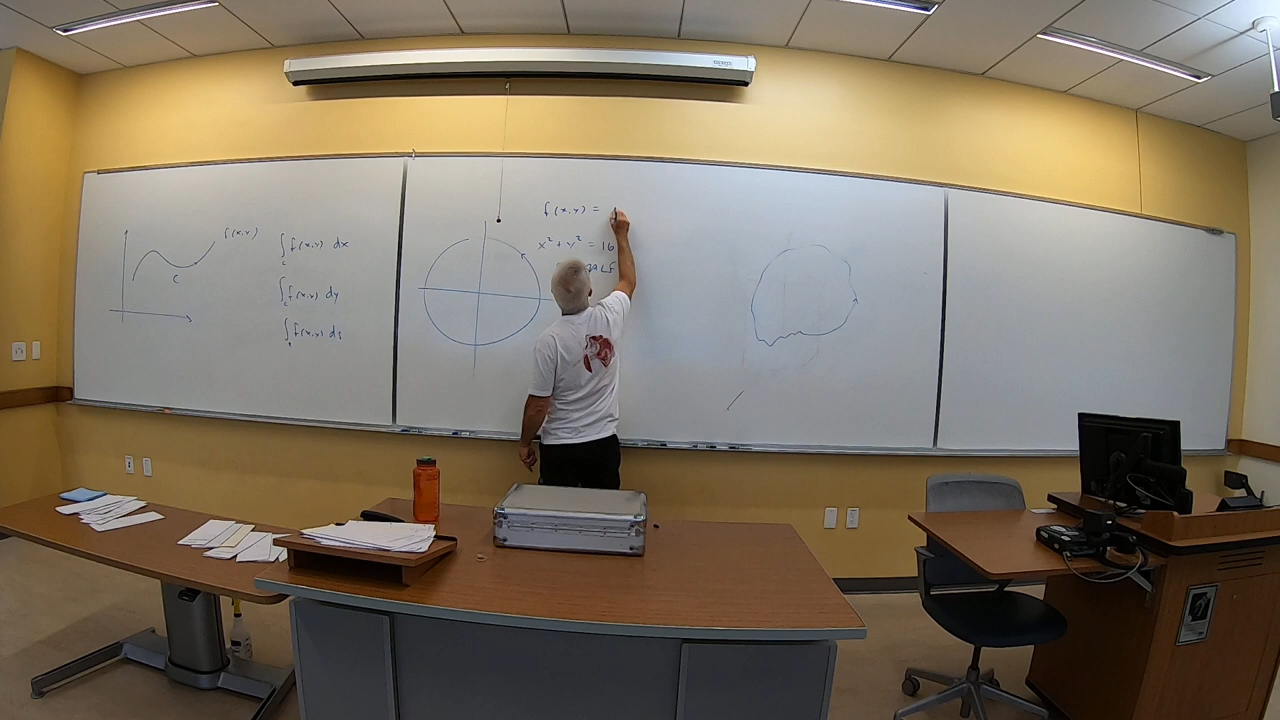 f(x,y)
C
∫c f(x,y) dx
∫c f(x,y) dy
∫c f(x,y) ds
f(x,y) =
x² + y² = 16